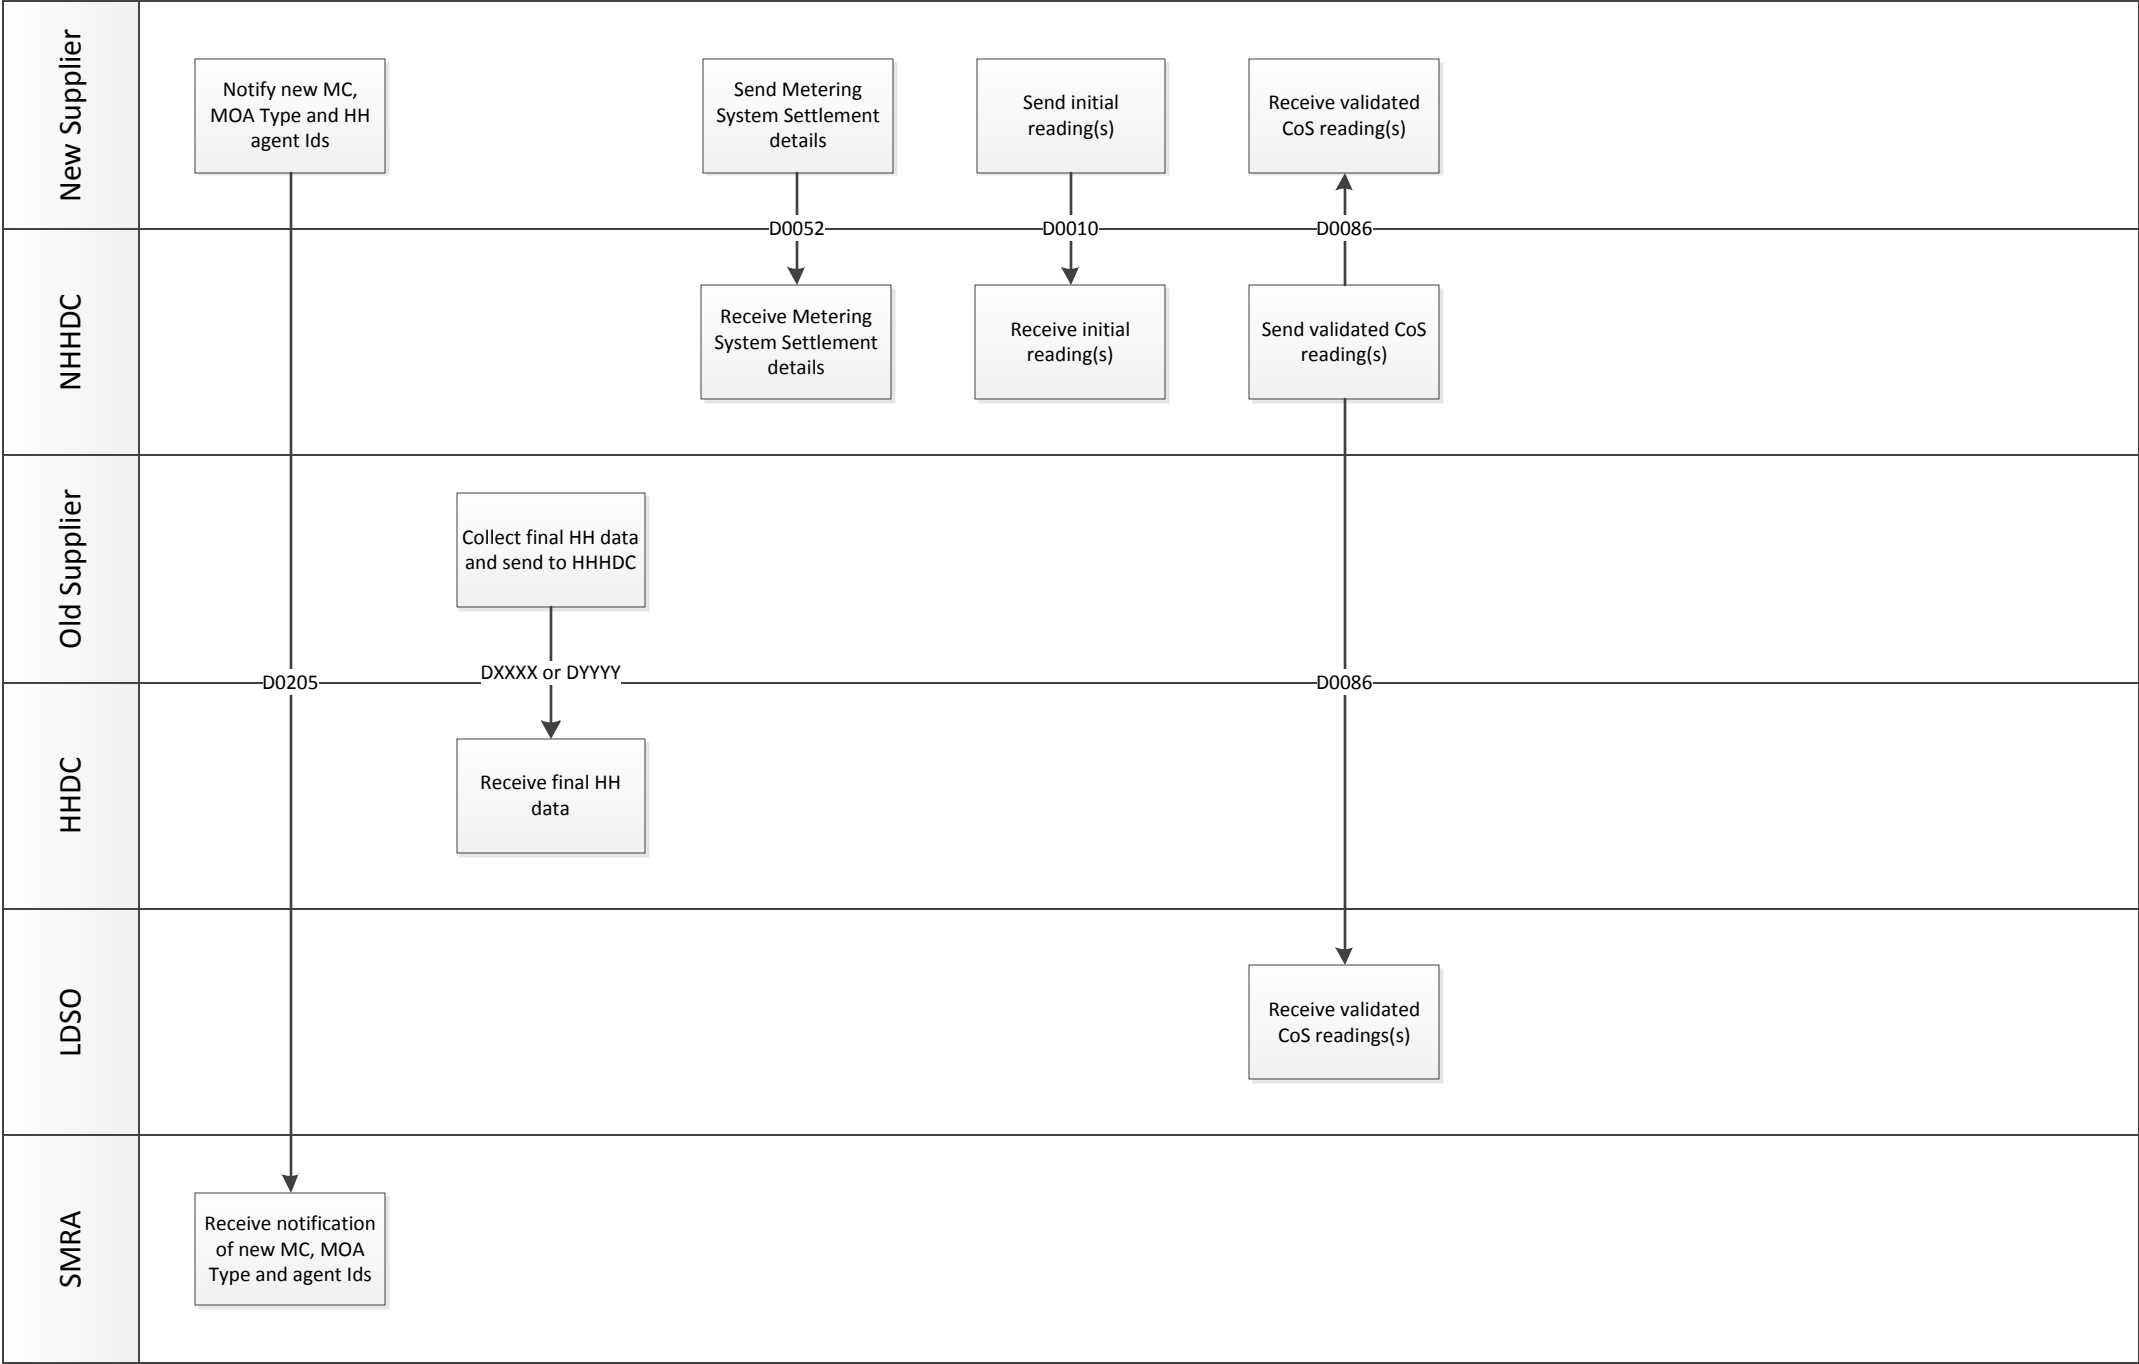 New Supplier
Notify new MC,
MOA Type and HH
agent Ids
Send Metering
System Settlement
details
Send initial
reading(s)
Receive validated
CoS reading(s)
D0052
D0010
D0086
NHHDC
Receive Metering
System Settlement
details
Receive initial
reading(s)
Send validated CoS
reading(s)
Old Supplier
Collect final HH data
and send to HHHDC
D0205
DXXXX or DYYYY
D0086
HHDC
Receive final HH
data
LDSO
Receive validated
CoS readings(s)
SMRA
Receive notification
of new MC, MOA
Type and agent Ids